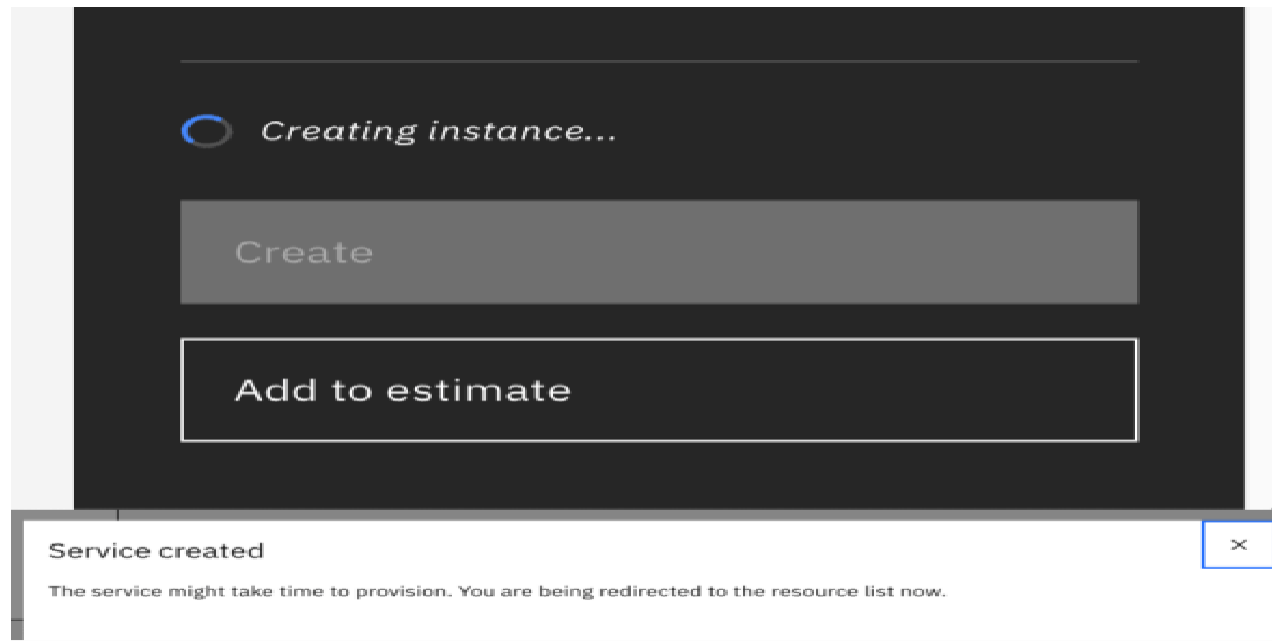 Creating instance...
Create
Add to estimate
Service created
The service might take time to provision. You are being redirected to the resource list now.